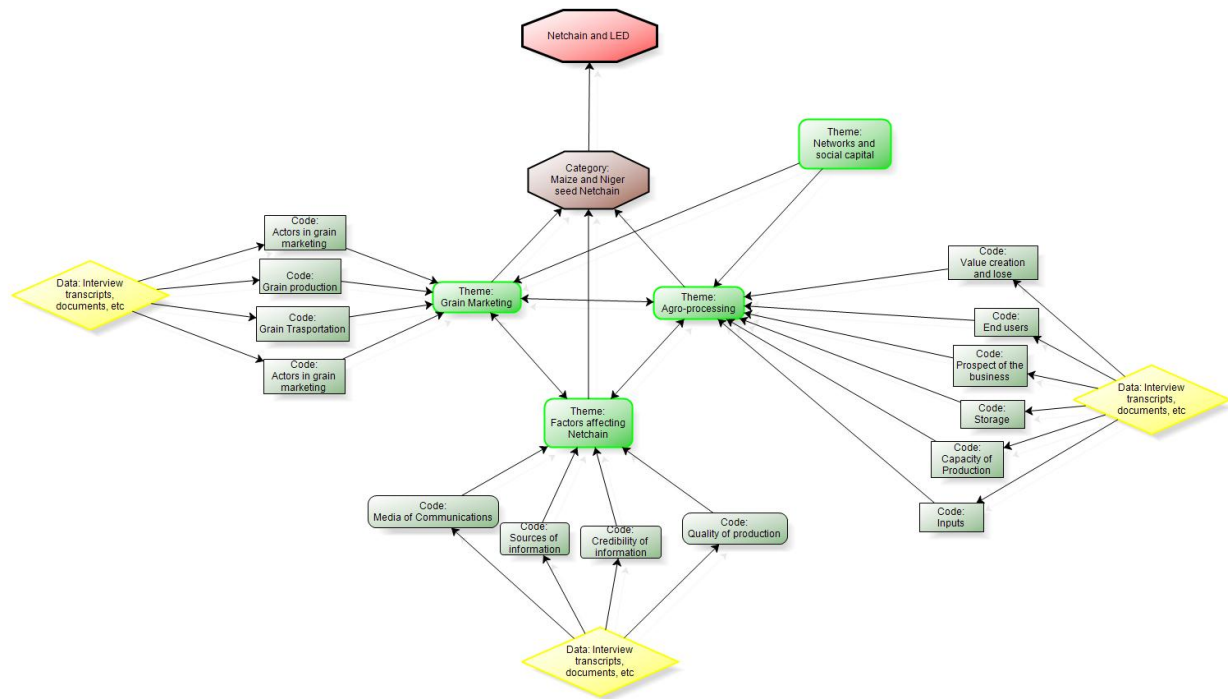 Netchain and LED
Theme:
Networks and
social capital
Category:
Maize and Niger
seed Netchain
Code:
Actors in grain
marketing
Code:
Grain production
Code:
Grain Trasportation
Code:
Actors in grain
marketing
Data: Interview
transcripts,
documents, etc
Theme:
Grain Marketing
Theme:
Agro-processing
Code:
Value creation
and lose
Code:
End users
Code:
Prospect of the
business
Code:
Storage
Code:
Capacity of
Production
Code:
Inputs
Data: Interview
transcripts,
documents, etc
Theme:
Factors affecting
Netchain
Code:
Media of Communications
Code:
Sources of
information
Code:
Credibility of
information
Code:
Quality of production
Data: Interview
transcripts,
documents, etc